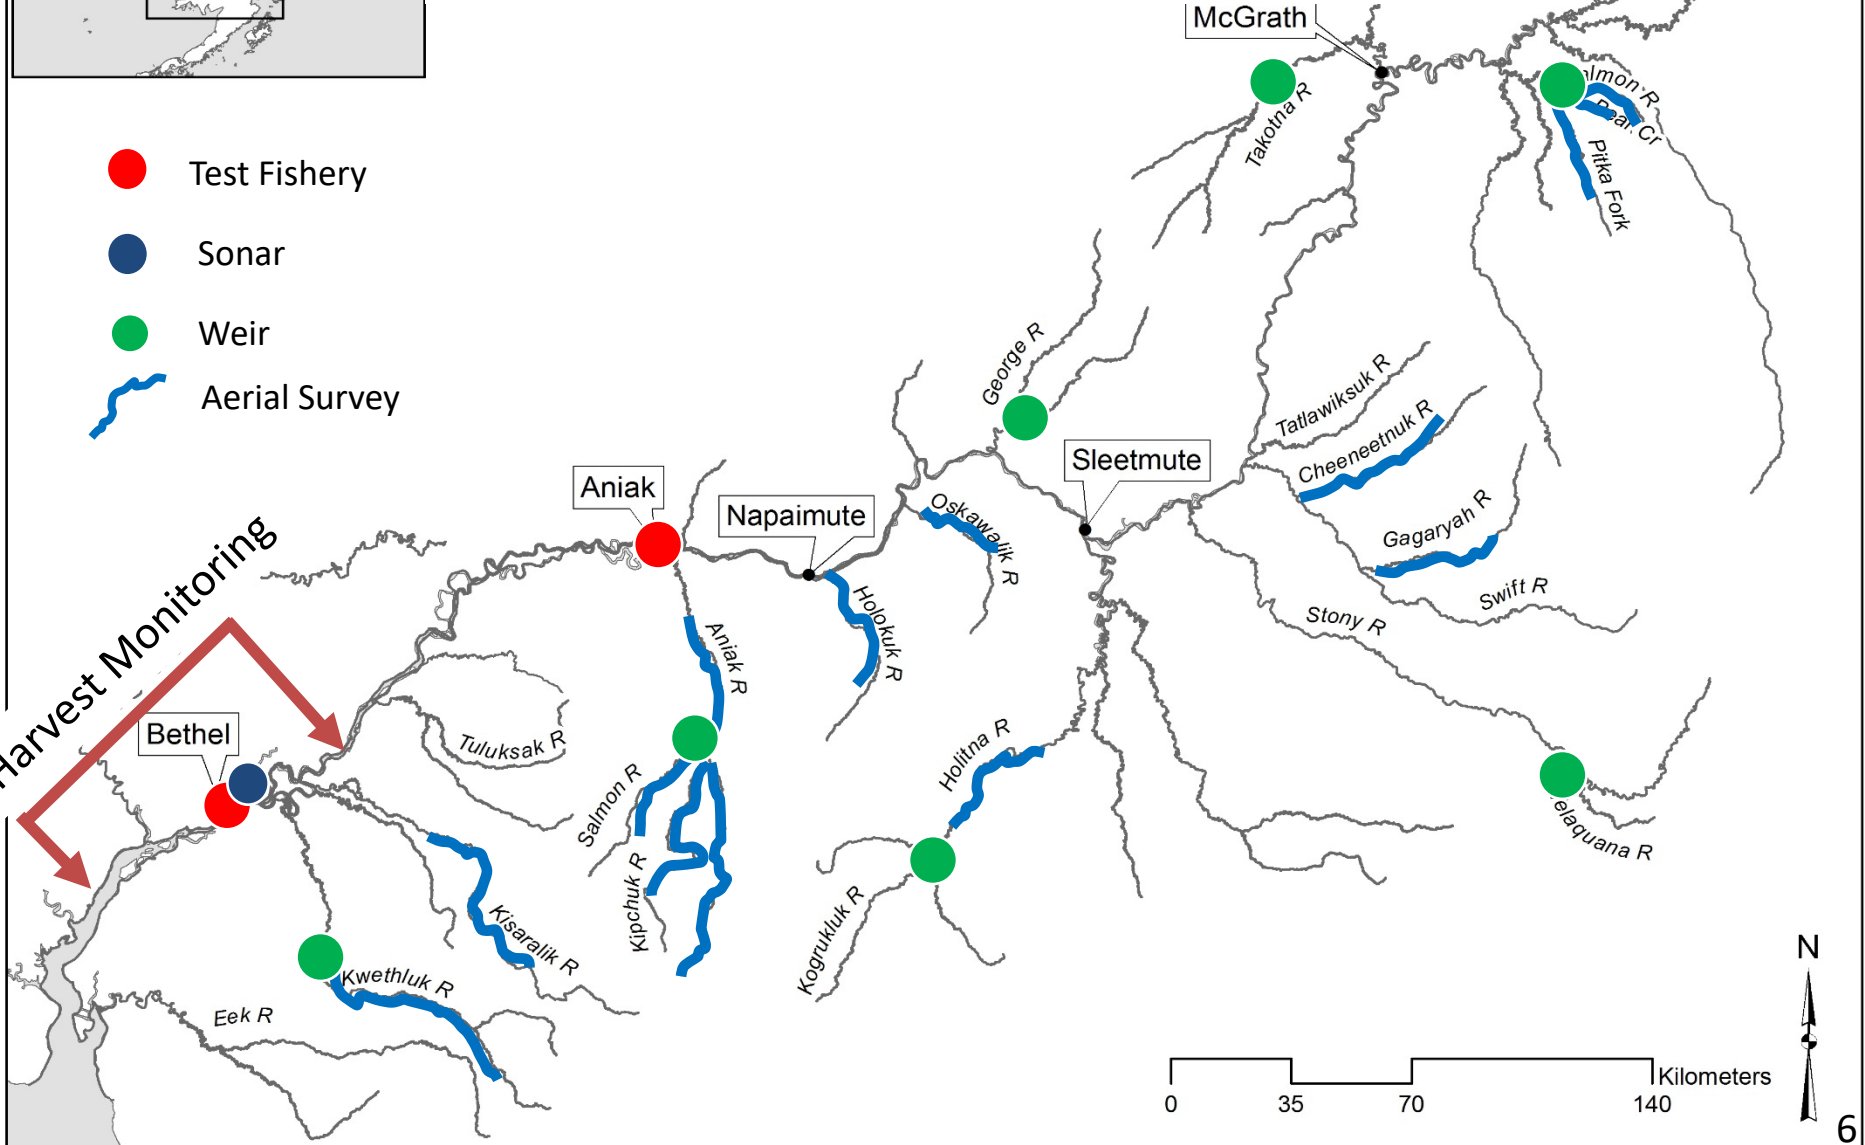 McGrath
Takotna R
Pitka Fork
Test Fishery
Sonar
Weir
Aerial Survey
George R
Tatlawiksuk R
Cheeneetnuk R
Sleetmute
Aniak
Napaimute
Oskawalik R
Gagaryah R
Swift R
Stony R
Harvest Monitoring
Holokuk R
Aniak R
Bethel
Tuluksak R
Holitna R
Salmon R
Kipchuk R
Kogrukluk R
Kisaralik R
Kwethluk R
Eek R
N
Kilometers
0 35 70 140
6